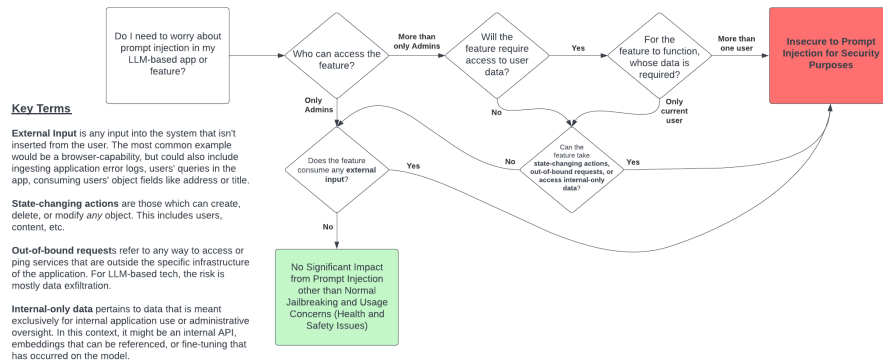 Do I need to worry about
prompt injection in my
LLM-based app or
feature?
Who can access the
feature?
More than
only Admins
Will the
feature require
access to user
data?
Yes
For the
feature to function,
whose data is
required?
More than
one user
Insecure to Prompt
Injection for Security
Purposes
Only
Admins
No
Only
current
user
Does the feature
consume any external
input?
Yes
No
Can the
feature take
state-changing actions,
out-of-bound requests, or
access internal-only
data?
Yes
No
No Significant Impact
from Prompt Injection
other than Normal
Jailbreaking and Usage
Concerns (Health and
Safety Issues)
Key Terms
External Input is any input into the system that isn't
inserted from the user. The most common example
would be a browser-capability, but could also include
ingesting application error logs, users' queries in the
app, consuming users' object fields like address or title.
State-changing actions are those which can create,
delete, or modify any object. This includes users,
content, etc.
Out-of-bound requests refer to any way to access or
ping services that are outside the specific infrastructure
of the application. For LLM-based tech, the risk is
mostly data exfiltration.
Internal-only data pertains to data that is meant
exclusively for internal application use or administrative
oversight. In this context, it might be an internal API,
embeddings that can be referenced, or fine-tuning that
has occurred on the model.